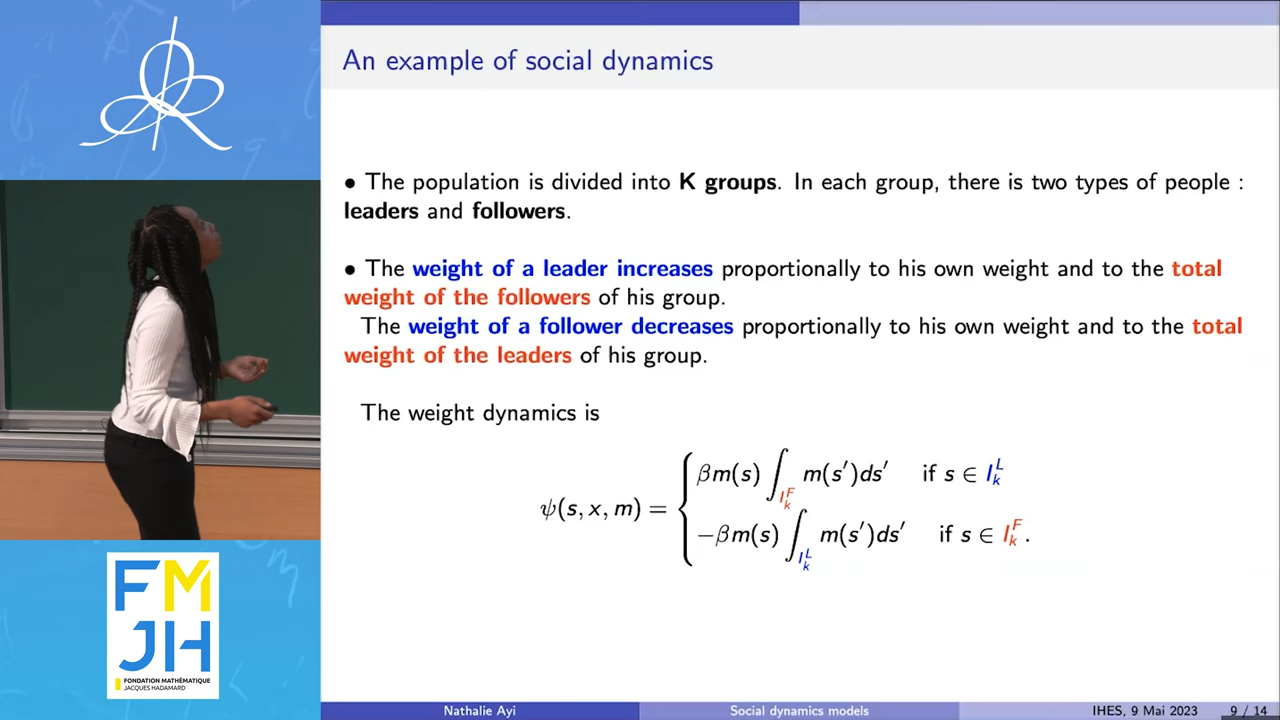 An example of social dynamics
• The population is divided into K groups. In each group, there is two types of people :
leaders and followers.
• The weight of a leader increases proportionally to his own weight and to the total
weight of the followers of his group.
The weight of a follower decreases proportionally to his own weight and to the total
weight of the leaders of his group.
The weight dynamics is
ψ(s, x, m) = { βm(s) ∫_{I_k^F} m(s′)ds′ if s ∈ I_k^L
−βm(s) ∫_{I_k^L} m(s′)ds′ if s ∈ I_k^F.
FM
JH
FONDATION MATHÉMATIQUE
JACQUES HADAMARD
Nathalie Ayi Social dynamics models IHES, 9 Mai 2023 9 / 14